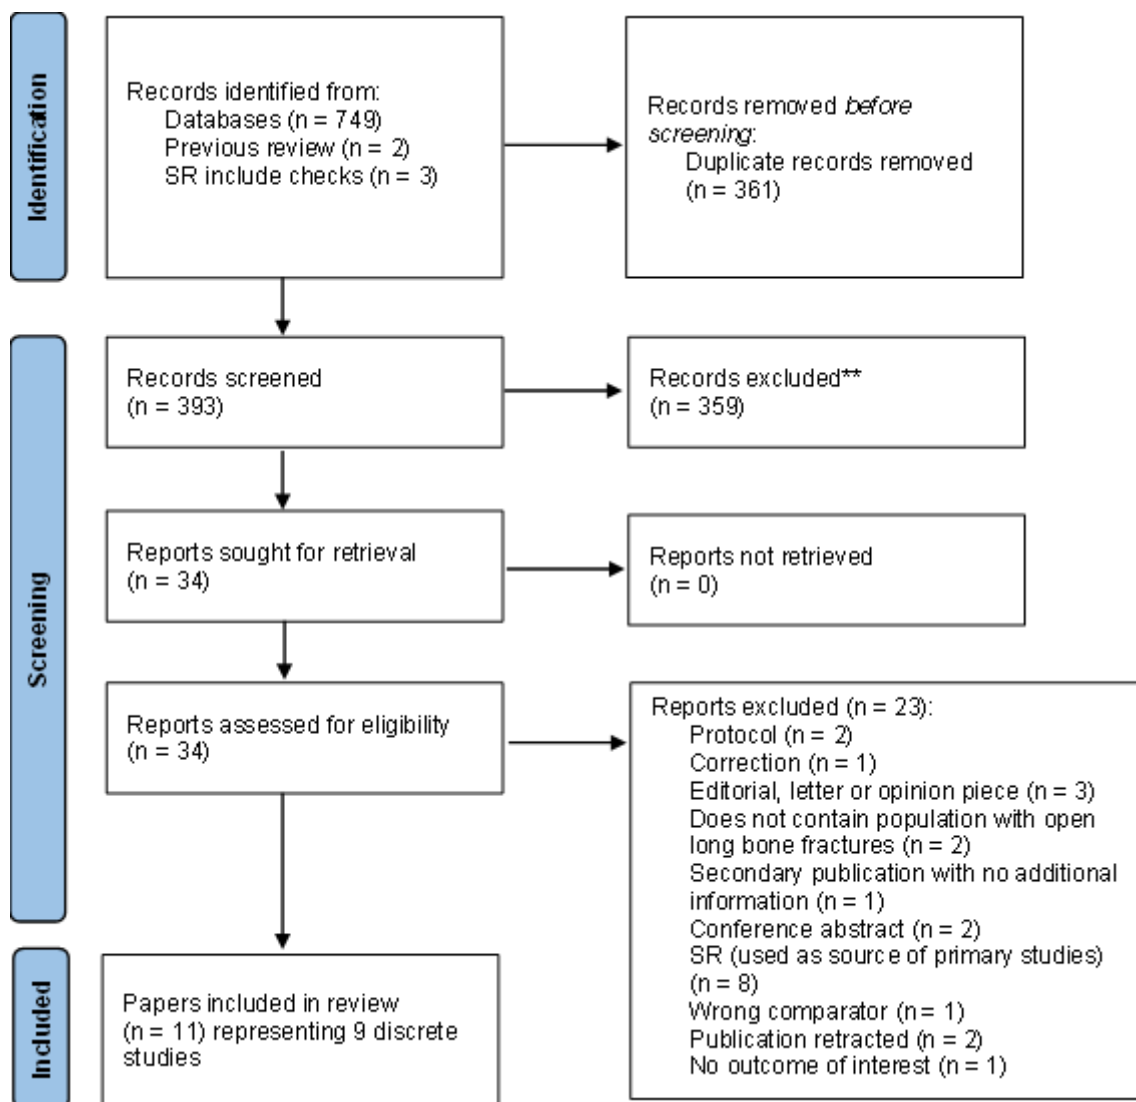 Identification
Records identified from:
Databases (n = 749)
Previous review (n = 2)
SR include checks (n = 3)
Records removed before
screening:
Duplicate records removed
(n = 361)
Screening
Records screened
(n = 393)
Records excluded**
(n = 359)
Reports sought for retrieval
(n = 34)
Reports not retrieved
(n = 0)
Reports assessed for eligibility
(n = 34)
Reports excluded (n = 23):
Protocol (n = 2)
Correction (n = 1)
Editorial, letter or opinion piece (n = 3)
Does not contain population with open
long bone fractures (n = 2)
Secondary publication with no additional
information (n = 1)
Conference abstract (n = 2)
SR (used as source of primary studies)
(n = 8)
Wrong comparator (n = 1)
Publication retracted (n = 2)
No outcome of interest (n = 1)
Included
Papers included in review
(n = 11) representing 9 discrete
studies